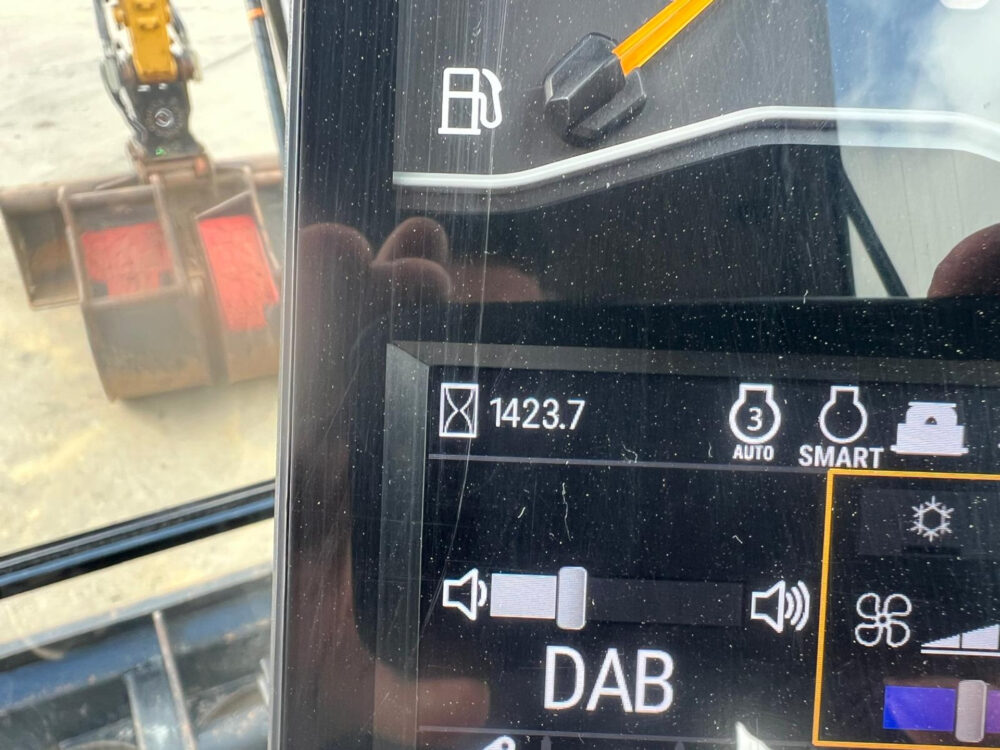 1423.7
3
AUTO
SMART
DAB